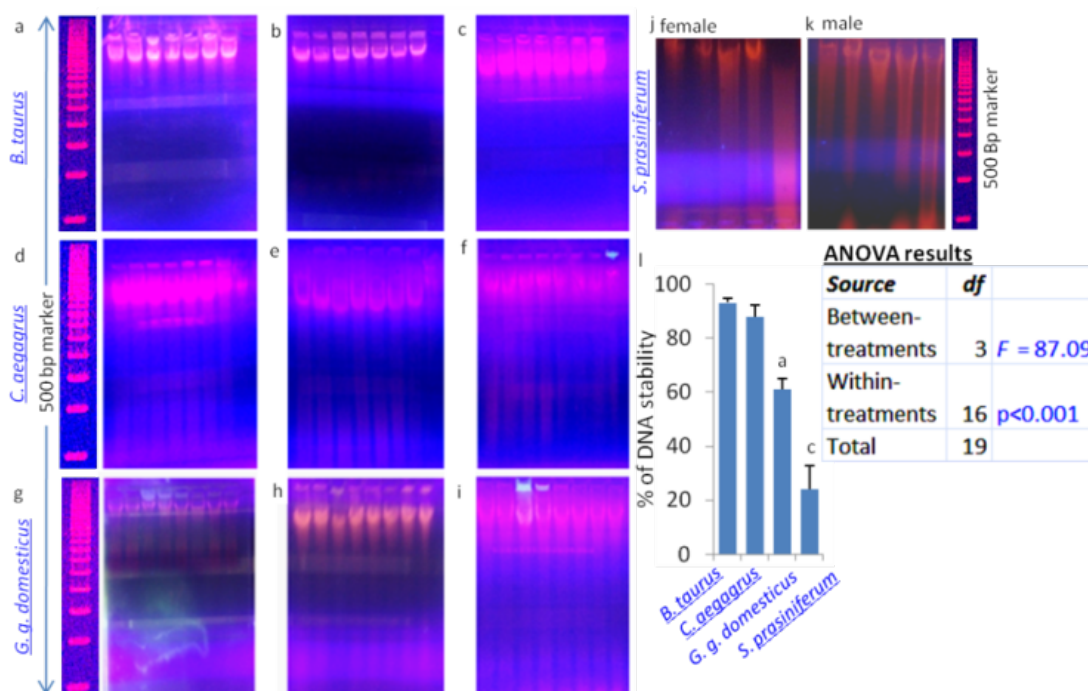 a
b
c
j female
k male
B. taurus
S. prasiniferum
500 Bp marker
d
e
f
C. aegagrus
500 bp marker
g
h
i
G. g. domesticus
l
% of DNA stability
100
80
60
40
20
0
a
c
B. taurus
C. aegagrus
G. g. domesticus
S. prasiniferum
ANOVA results
Source df
Between-
treatments 3 F = 87.09
Within-
treatments 16 p<0.001
Total 19